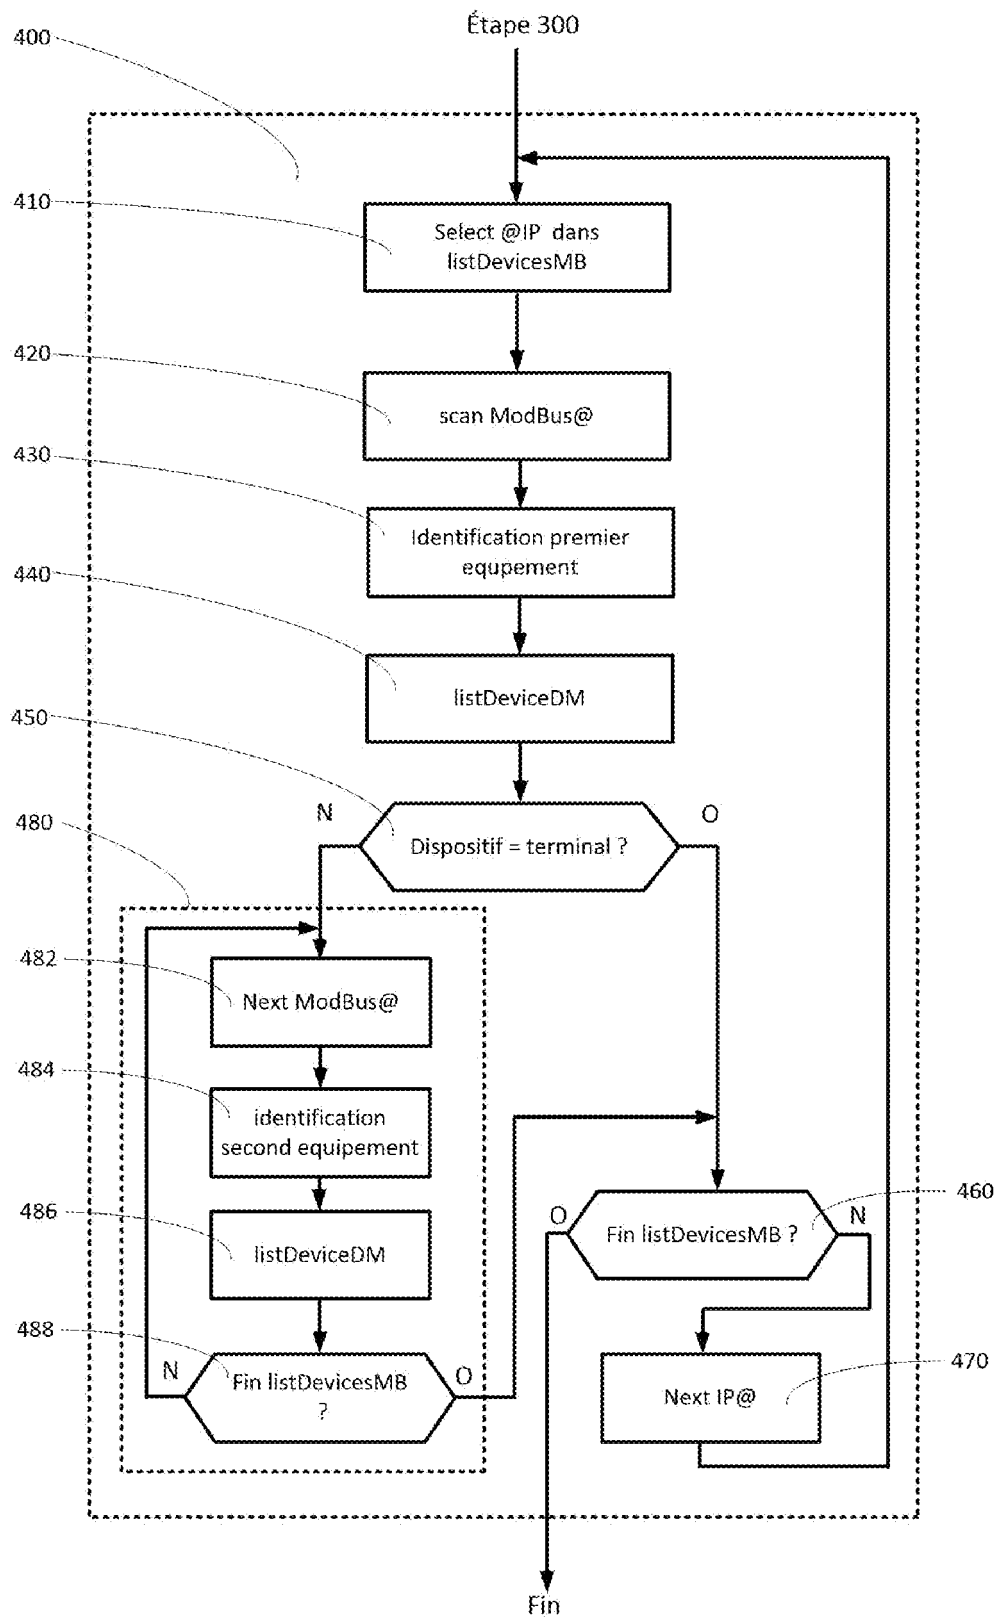 Étape 300
400
410
Select @IP dans
listDevicesMB
420
scan ModBus@
430
Identification premier
equpement
440
listDeviceDM
450
N
O
Dispositif = terminal ?
480
482
Next ModBus@
484
identification
second equipement
486
listDeviceDM
488
N
O
Fin listDevicesMB
?
460
O
N
Fin listDevicesMB ?
470
Next IP@
Fin